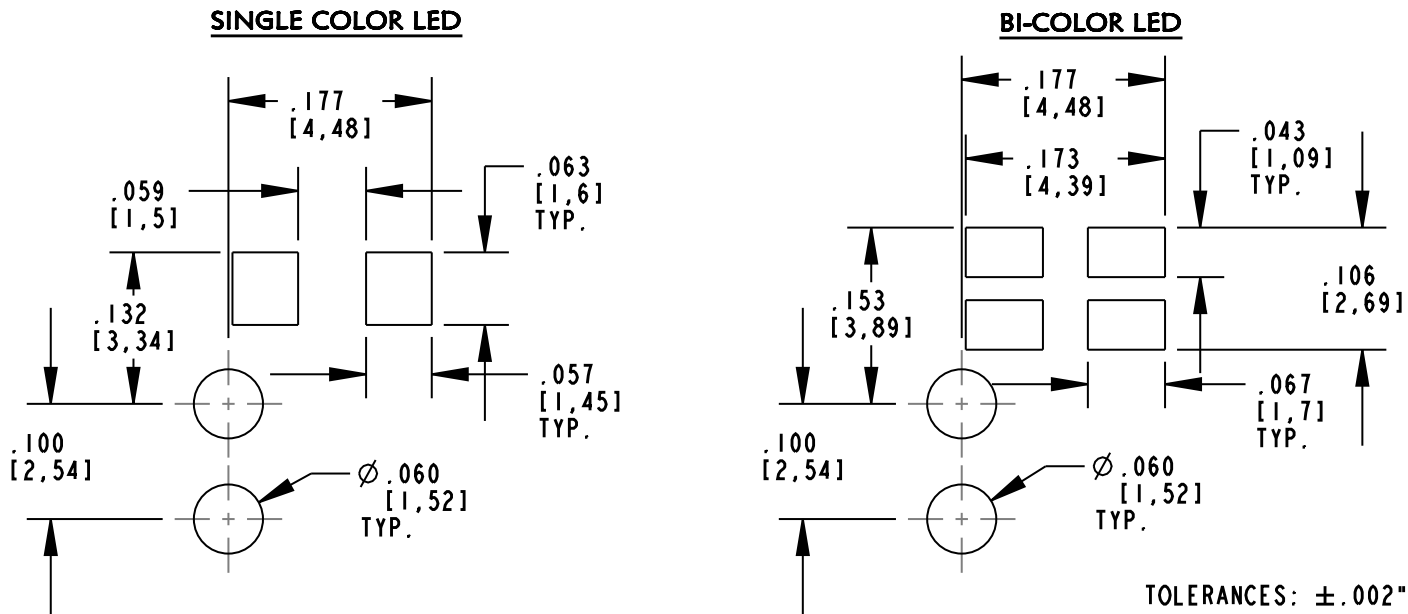 SINGLE COLOR LED
.177
[4,48]
.059
[1,5]
.063
[1,6]
TYP.
.132
[3,34]
.057
[1,45]
TYP.
.100
[2,54]
Ø .060
[1,52]
TYP.
BI-COLOR LED
.177
[4,48]
.173
[4,39]
.043
[1,09]
TYP.
.153
[3,89]
.106
[2,69]
.067
[1,7]
TYP.
.100
[2,54]
Ø .060
[1,52]
TYP.
TOLERANCES: ±.002"